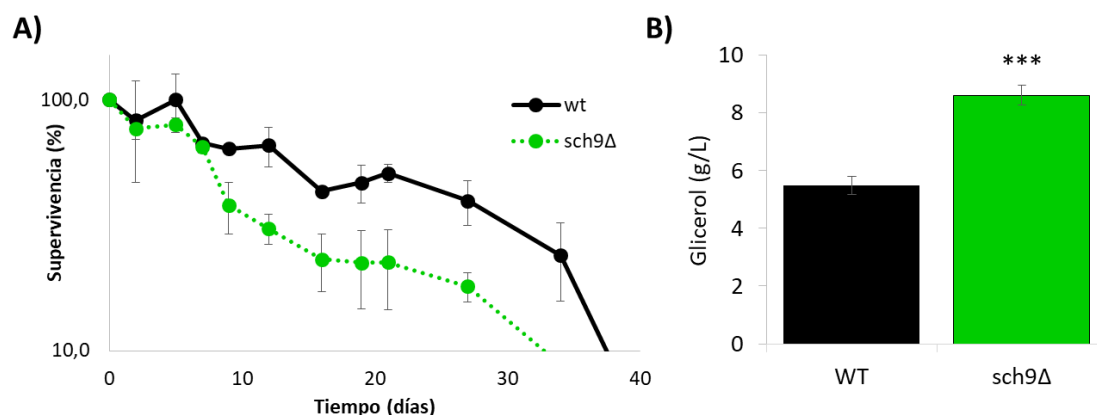 A)
Supervivencia (%)
100,0
10,0
0
10
20
30
40
Tiempo (días)
wt
sch9Δ
B)
Glicerol (g/L)
10
8
6
4
2
0
***
WT
sch9Δ